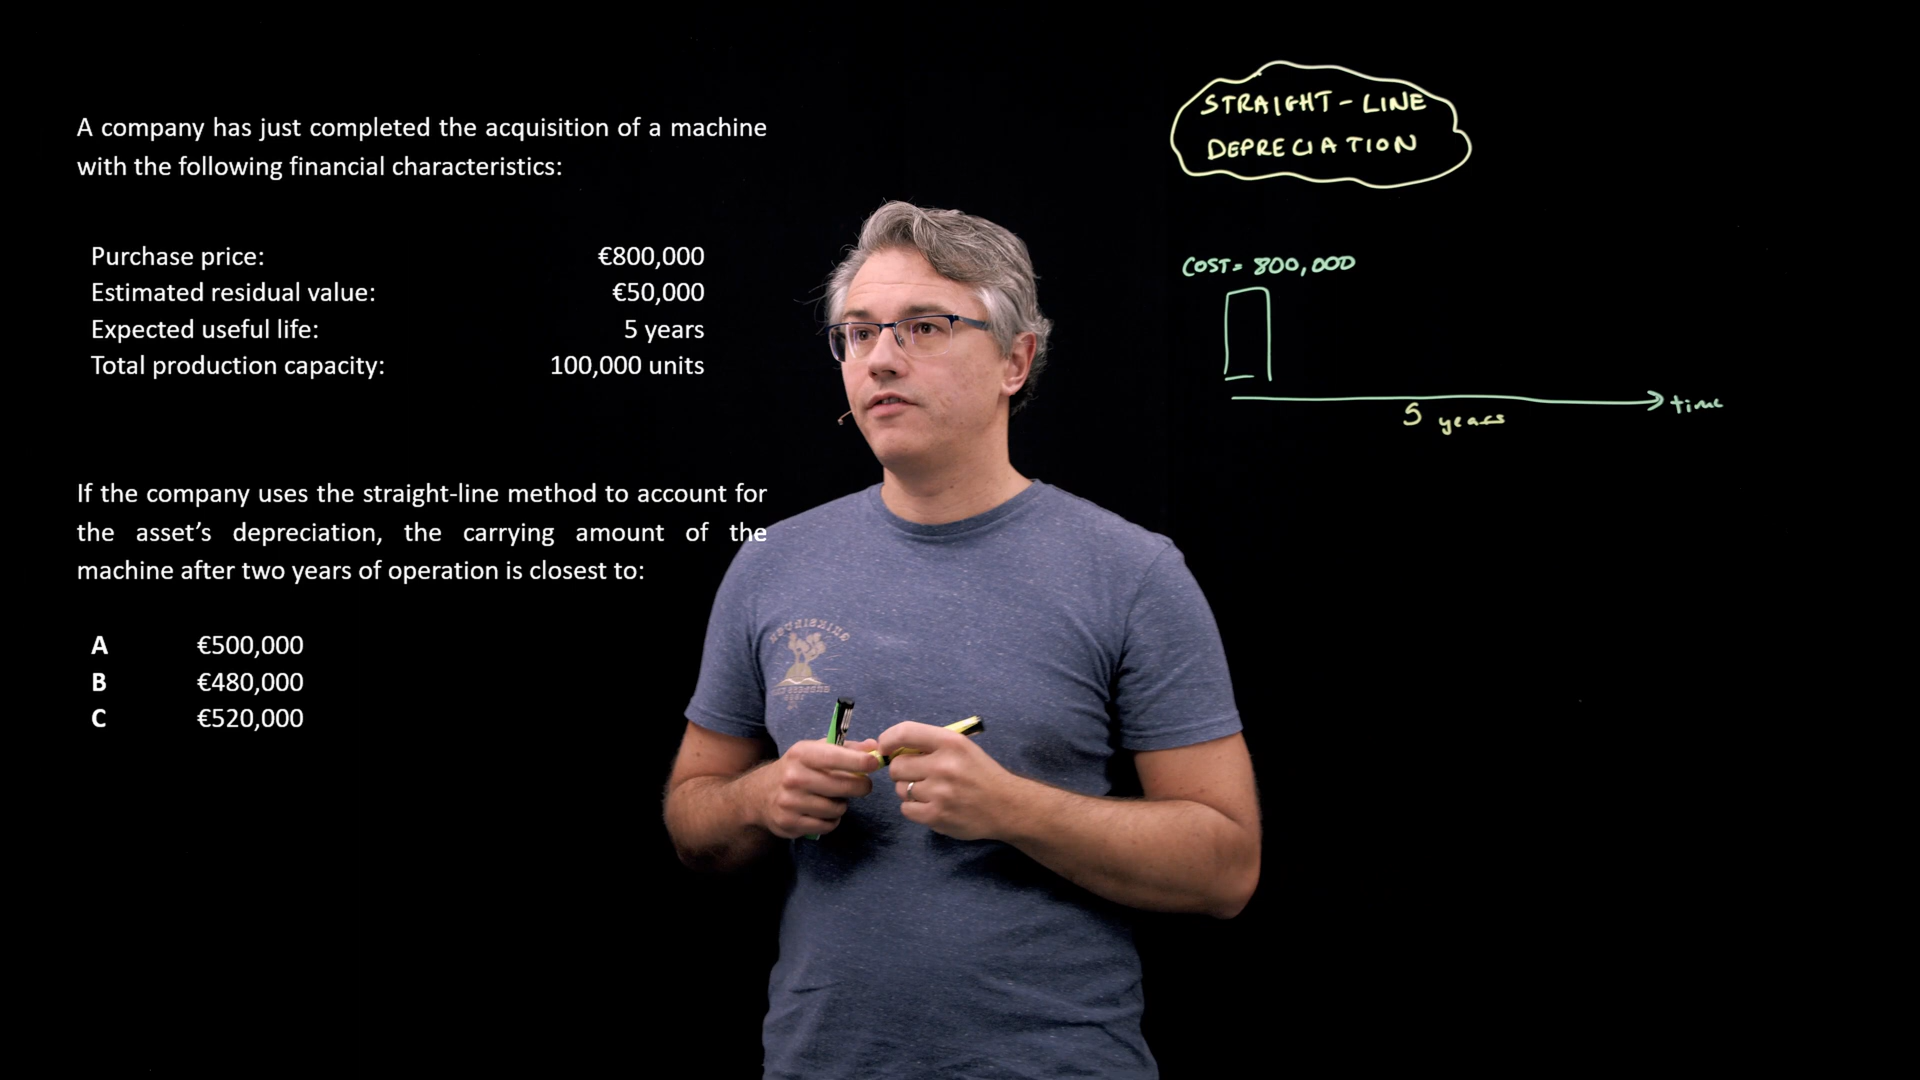 A company has just completed the acquisition of a machine
with the following financial characteristics:
Purchase price: €800,000
Estimated residual value: €50,000
Expected useful life: 5 years
Total production capacity: 100,000 units
If the company uses the straight-line method to account for
the asset’s depreciation, the carrying amount of the
machine after two years of operation is closest to:
A €500,000
B €480,000
C €520,000
STRAIGHT-LINE
DEPRECIATION
COST= 800,000
time
5 years